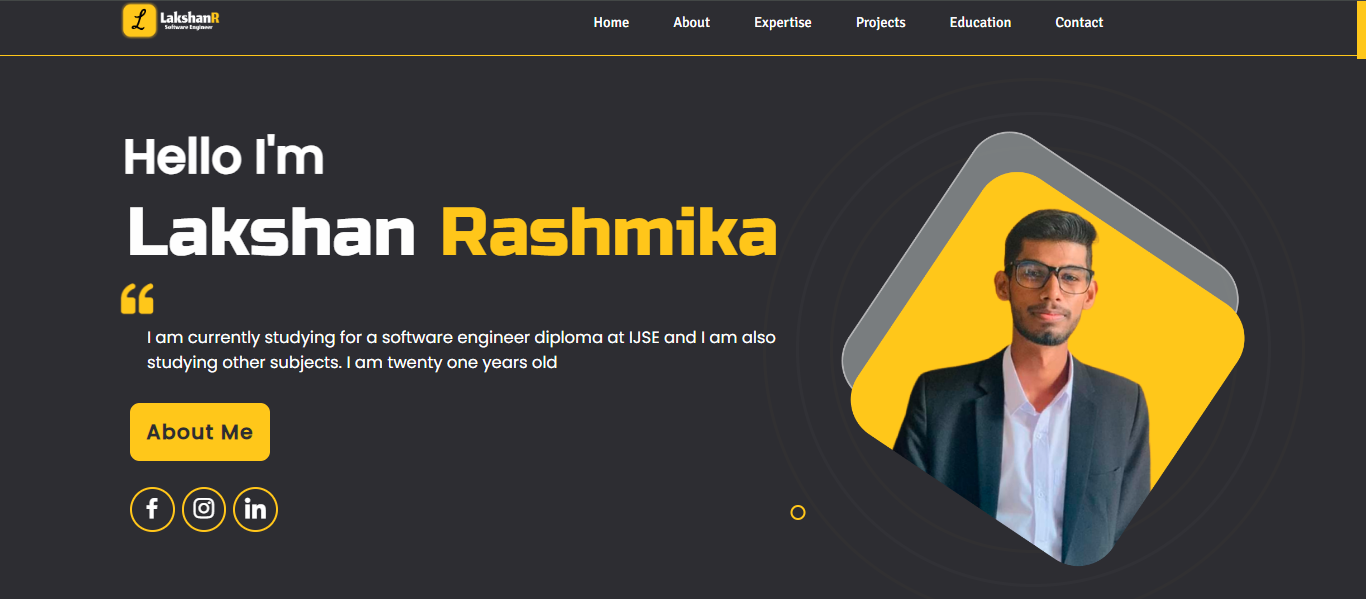 L LakshanR
Software Engineer
Home About Expertise Projects Education Contact
Hello I'm
Lakshan Rashmika
“
I am currently studying for a software engineer diploma at IJSE and I am also
studying other subjects. I am twenty one years old
About Me